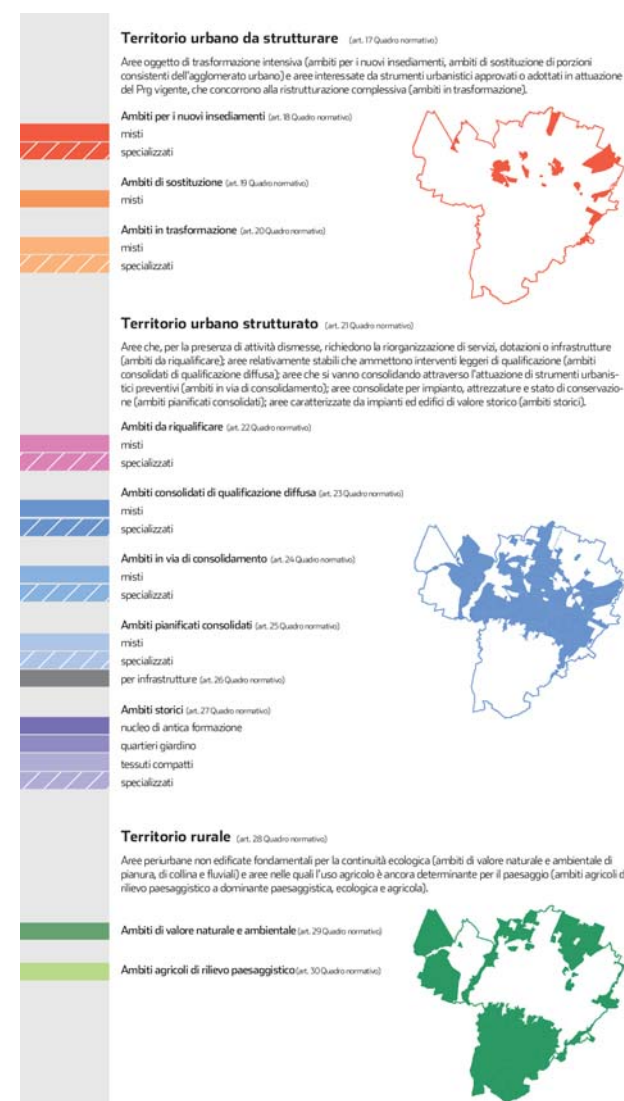 Territorio urbano da strutturare (art. 17 Quadro normativo)
Aree oggetto di trasformazione intensiva (ambiti per i nuovi insediamenti, ambiti di sostituzione di porzioni
consistenti dell'agglomerato urbano) e aree interessate da strumenti urbanistici approvati o adottati in attuazione
del Prg vigente, che concorrono alla ristrutturazione complessiva (ambiti in trasformazione).
Ambiti per i nuovi insediamenti (art. 18 Quadro normativo)
misti
specializzati
Ambiti di sostituzione (art. 19 Quadro normativo)
misti
Ambiti in trasformazione (art. 20 Quadro normativo)
misti
specializzati
Territorio urbano strutturato (art. 21 Quadro normativo)
Aree che, per la presenza di attività dismesse, richiedono la riorganizzazione di servizi, dotazioni o infrastrutture
(ambiti da riqualificare); aree relativamente stabili che ammettono interventi leggeri di qualificazione (ambiti
consolidati di qualificazione diffusa); aree che si vanno consolidando attraverso l'attuazione di strumenti urbanis-
tici preventivi (ambiti in via di consolidamento); aree consolidate per impianto, attrezzature e stato di conservazio-
ne (ambiti pianificati consolidati); aree caratterizzate da impianti ed edifici di valore storico (ambiti storici).
Ambiti da riqualificare (art. 22 Quadro normativo)
misti
specializzati
Ambiti consolidati di qualificazione diffusa (art. 23 Quadro normativo)
misti
specializzati
Ambiti in via di consolidamento (art. 24 Quadro normativo)
misti
specializzati
Ambiti pianificati consolidati (art. 25 Quadro normativo)
misti
specializzati
per infrastrutture (art. 26 Quadro normativo)
Ambiti storici (art. 27 Quadro normativo)
nucleo di antica formazione
quartieri giardino
tessuti compatti
specializzati
Territorio rurale (art. 28 Quadro normativo)
Aree periurbane non edificate fondamentali per la continuità ecologica (ambiti di valore naturale e ambientale di
pianura, di collina e fluviali) e aree nelle quali l'uso agricolo è ancora determinante per il paesaggio (ambiti agricoli d
rilievo paesaggistico a dominante paesaggistica, ecologica e agricola).
Ambiti di valore naturale e ambientale (art. 29 Quadro normativo)
Ambiti agricoli di rilievo paesaggistico (art. 30 Quadro normativo)